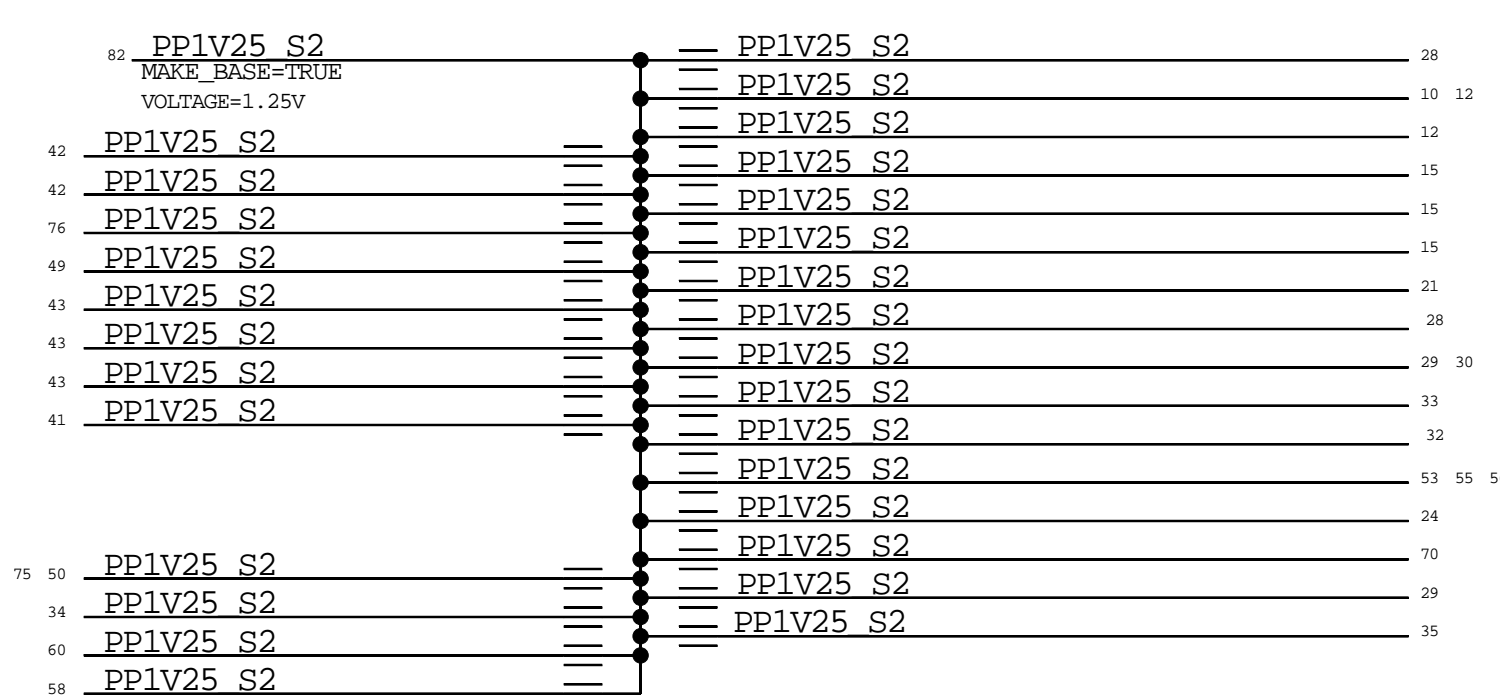 82 PP1V25_S2
MAKE_BASE=TRUE
VOLTAGE=1.25V
42 PP1V25_S2
42 PP1V25_S2
76 PP1V25_S2
49 PP1V25_S2
43 PP1V25_S2
43 PP1V25_S2
43 PP1V25_S2
41 PP1V25_S2
75 50 PP1V25_S2
34 PP1V25_S2
60 PP1V25_S2
58 PP1V25_S2
PP1V25_S2 28
PP1V25_S2 10 12
PP1V25_S2 12
PP1V25_S2 15
PP1V25_S2 15
PP1V25_S2 15
PP1V25_S2 21
PP1V25_S2 28
PP1V25_S2 29 30
PP1V25_S2 33
PP1V25_S2 32
PP1V25_S2 53 55
PP1V25_S2 24
PP1V25_S2 70
PP1V25_S2 29
PP1V25_S2 35